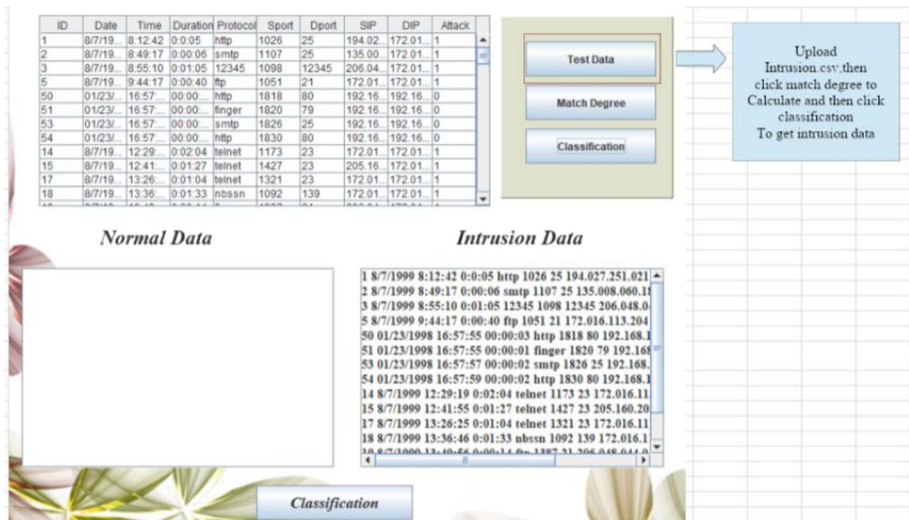 ID Date Time Duration Protocol Sport Dport SIP DIP Attack
1 8/7/19... 8:12:42 0:0:05 http 1026 25 194.02... 172.01... 1
2 8/7/19... 8:49:17 0:00:06 smtp 1107 25 135.00... 172.01... 1
3 8/7/19... 8:55:10 0:01:05 12345 1098 12345 206.04... 172.01... 1
5 8/7/19... 9:44:17 0:00:40 ftp 1051 21 172.01... 172.01... 1
50 01/23/... 16:57:... 00:00:... http 1818 80 192.16... 192.16... 0
51 01/23/... 16:57:... 00:00:... finger 1820 79 192.16... 192.16... 0
53 01/23/... 16:57:... 00:00:... smtp 1826 25 192.16... 192.16... 0
54 01/23/... 16:57:... 00:00:... http 1830 80 192.16... 192.16... 0
14 8/7/19... 12:29:... 0:02:04 telnet 1173 23 172.01... 172.01... 1
15 8/7/19... 12:41:... 0:01:27 telnet 1427 23 205.16... 172.01... 1
17 8/7/19... 13:26:... 0:01:04 telnet 1321 23 172.01... 172.01... 1
18 8/7/19... 13:36:... 0:01:33 nbssn 1092 139 172.01... 172.01... 1
Test Data
Match Degree
Classification
Upload
Intrusion.csv,then
click match degree to
Calculate and then click
classification
To get intrusion data
Normal Data
Intrusion Data
1 8/7/1999 8:12:42 0:0:05 http 1026 25 194.027.251.021
2 8/7/1999 8:49:17 0:00:06 smtp 1107 25 135.008.060.1
3 8/7/1999 8:55:10 0:01:05 12345 1098 12345 206.048.0
5 8/7/1999 9:44:17 0:00:40 ftp 1051 21 172.016.113.204
50 01/23/1998 16:57:55 00:00:03 http 1818 80 192.168.1
51 01/23/1998 16:57:55 00:00:01 finger 1820 79 192.168
53 01/23/1998 16:57:57 00:00:02 smtp 1826 25 192.168.
54 01/23/1998 16:57:59 00:00:02 http 1830 80 192.168.1
14 8/7/1999 12:29:19 0:02:04 telnet 1173 23 172.016.11
15 8/7/1999 12:41:55 0:01:27 telnet 1427 23 205.160.20
17 8/7/1999 13:26:25 0:01:04 telnet 1321 23 172.016.11
18 8/7/1999 13:36:46 0:01:33 nbssn 1092 139 172.016.1
Classification